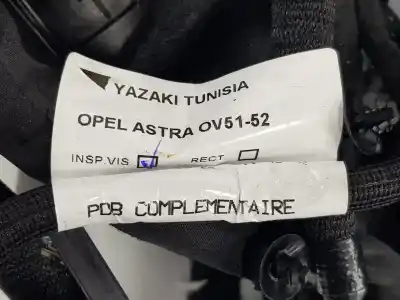 YAZAKI TUNISIA
OPEL ASTRA OV51-52
INSP.VIS RECT
PDB COMPLEMENTAIRE